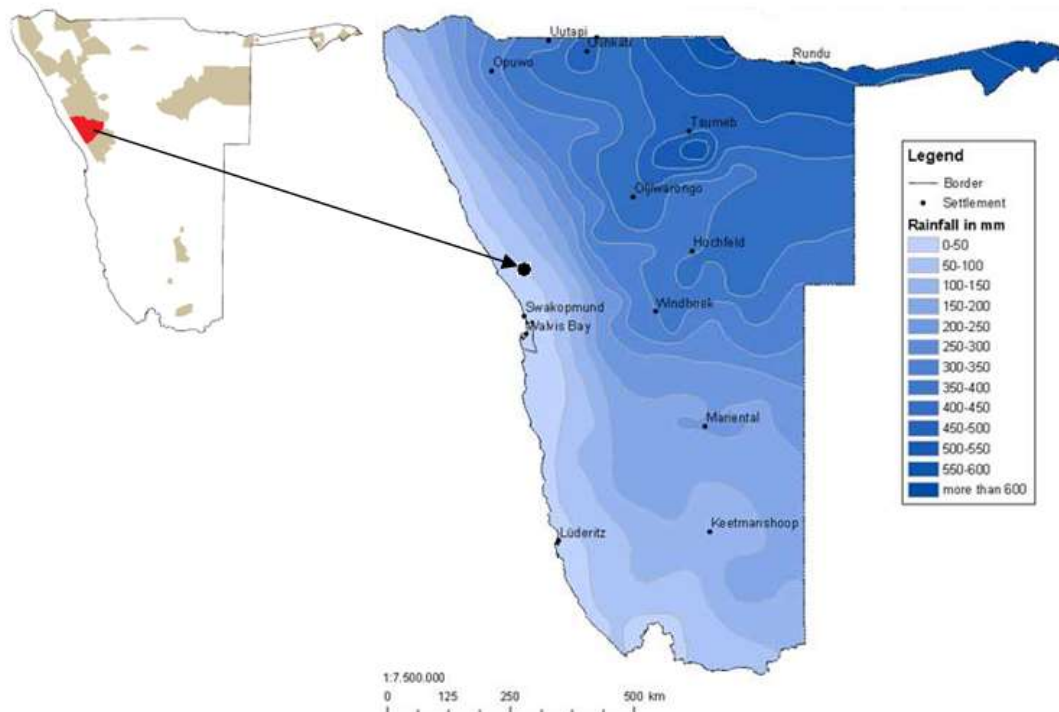 Uutapi
Oshkati
Rundu
Opuwo
Tsumeb
Otjiwarongo
Hochfeld
Swakopmund
Windhoek
Walvis Bay
Mariental
Keetmanshoop
Lüderitz
Legend
Border
Settlement
Rainfall in mm
0-50
50-100
100-150
150-200
200-250
250-300
300-350
350-400
400-450
450-500
500-550
550-600
more than 600
1:7.500.000
0 125 250 500 km